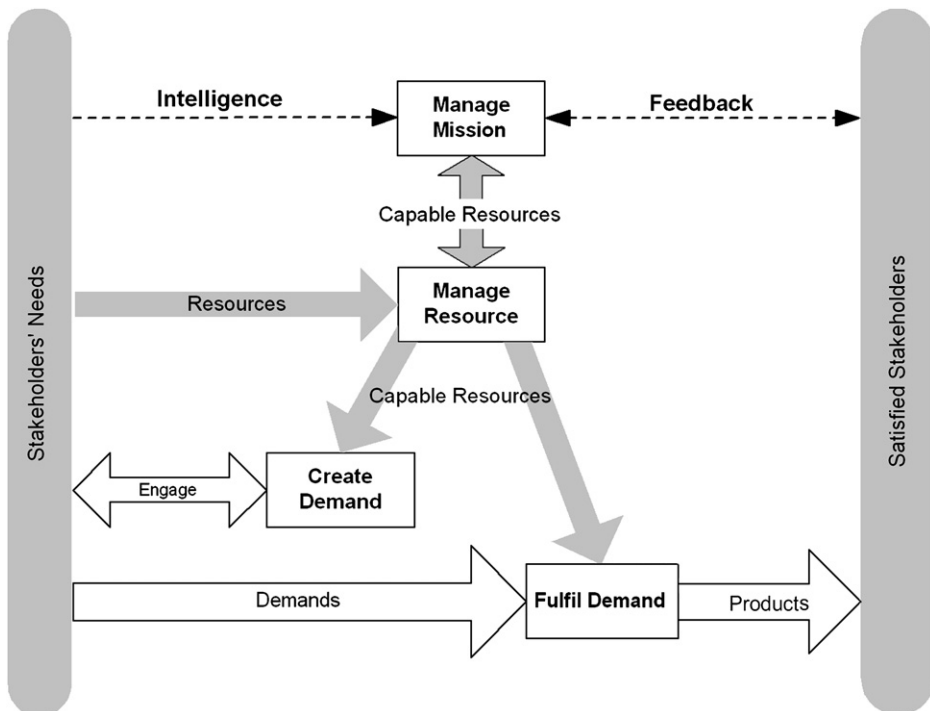 Intelligence
Manage
Mission
Feedback
Capable Resources
Stakeholders' Needs
Resources
Manage
Resource
Satisfied Stakeholders
Capable Resources
Engage
Create
Demand
Demands
Fulfil Demand
Products